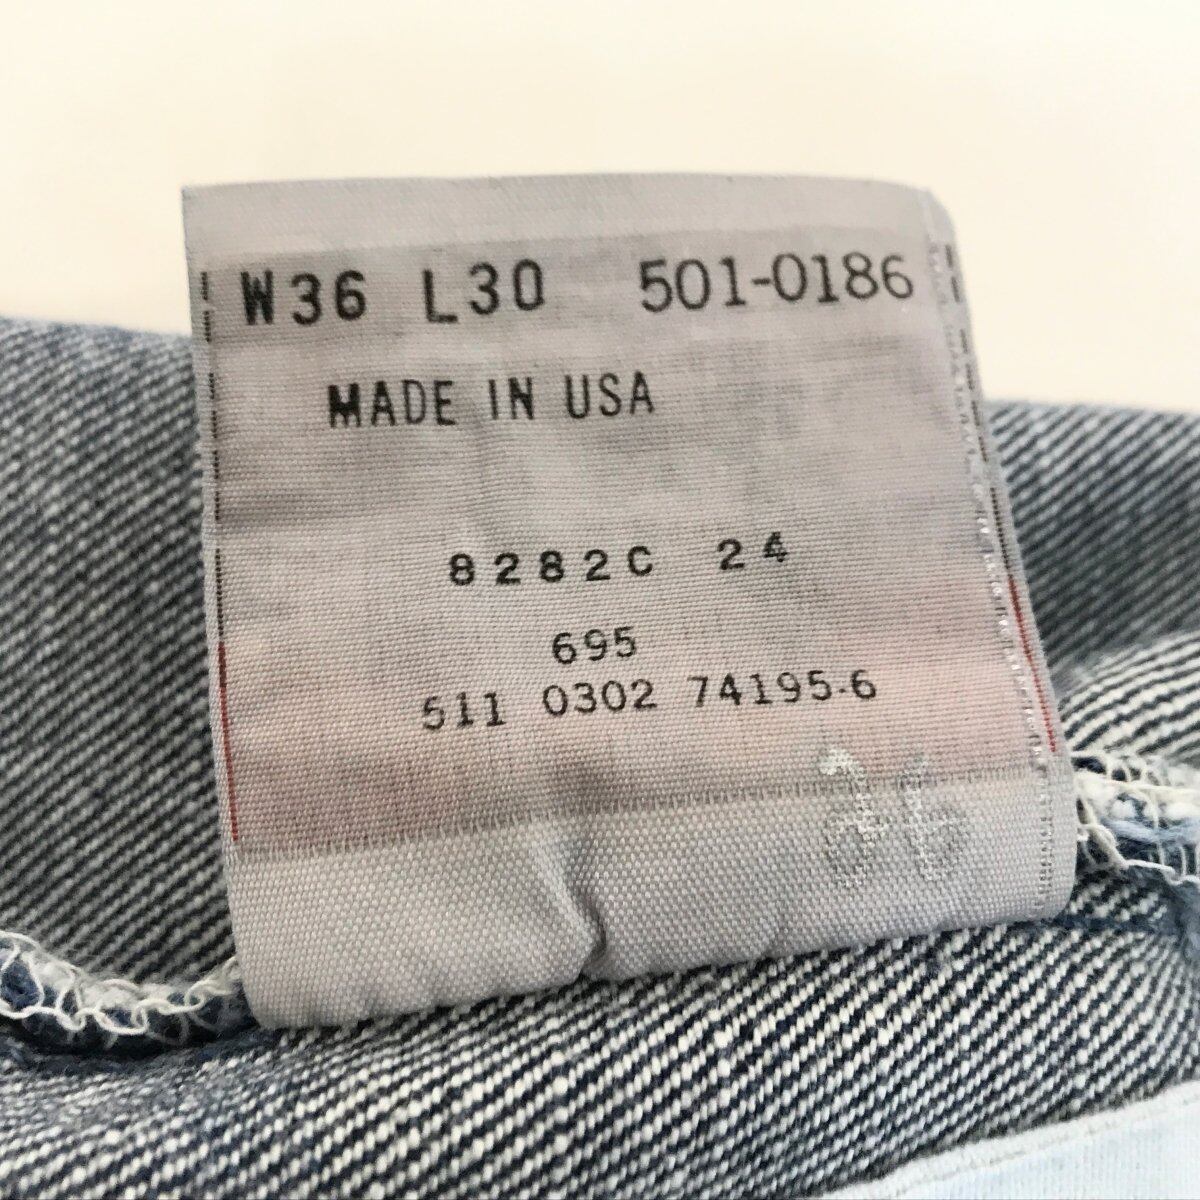 W36 L30 501-0186
MADE IN USA
8282C 24
695
511 0302 74195-6